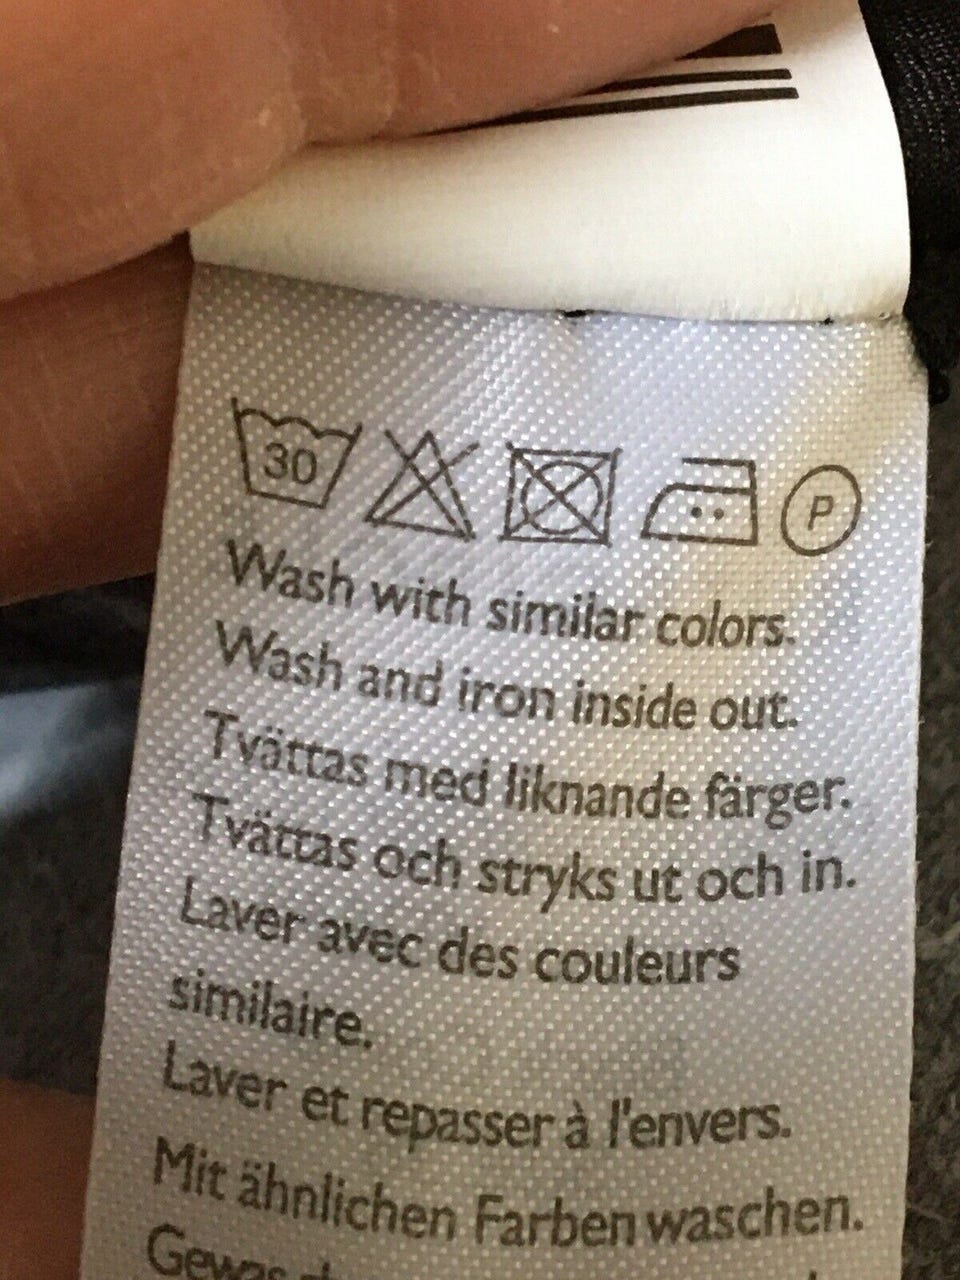 30
P
Wash with similar colors.
Wash and iron inside out.
Tvättas med liknande färger.
Tvättas och stryks ut och in.
Laver avec des couleurs
similaire.
Laver et repasser à l'envers.
Mit ähnlichen Farben waschen.